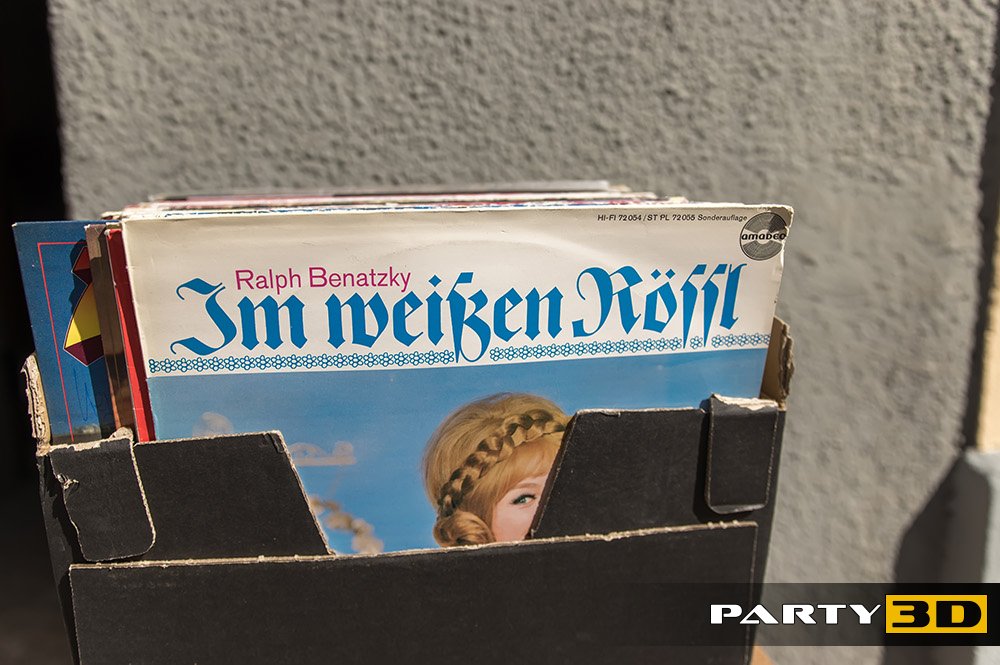 HI-FI 72054 / ST PL 72055 Sonderauflage
amadeo
Ralph Benatzky
Im weißen Rössl
PARTY 3D